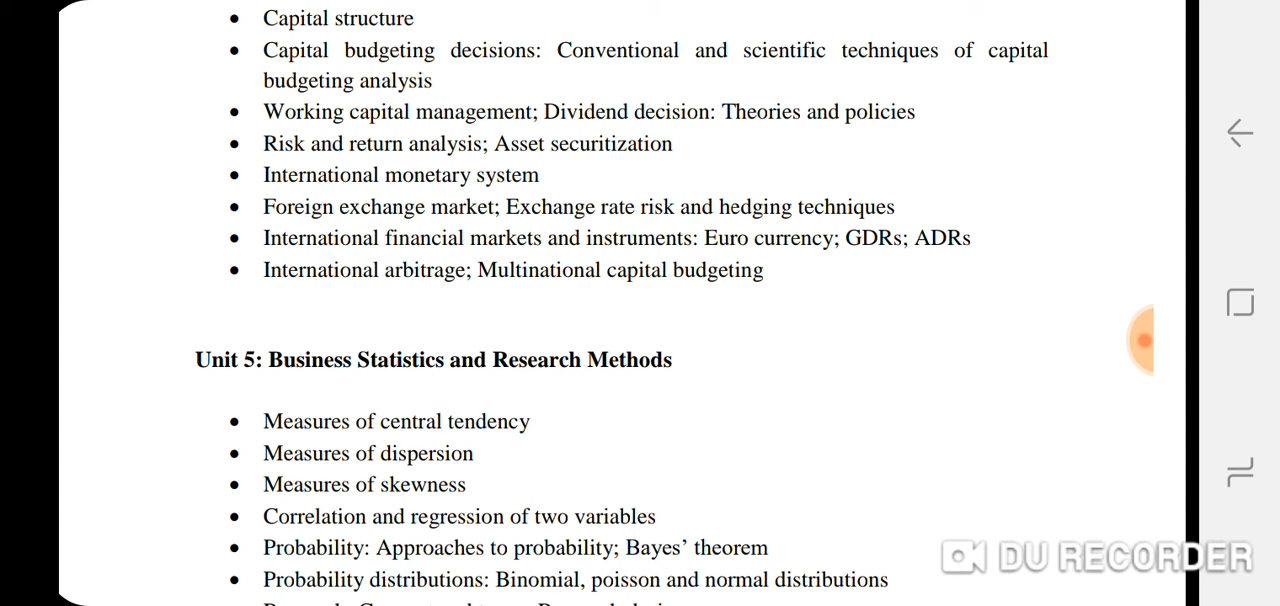 Capital structure
Capital budgeting decisions: Conventional and scientific techniques of capital
budgeting analysis
Working capital management; Dividend decision: Theories and policies
Risk and return analysis; Asset securitization
International monetary system
Foreign exchange market; Exchange rate risk and hedging techniques
International financial markets and instruments: Euro currency; GDRs; ADRs
International arbitrage; Multinational capital budgeting
Unit 5: Business Statistics and Research Methods
Measures of central tendency
Measures of dispersion
Measures of skewness
Correlation and regression of two variables
Probability: Approaches to probability; Bayes’ theorem
Probability distributions: Binomial, poisson and normal distributions
DU RECORDER